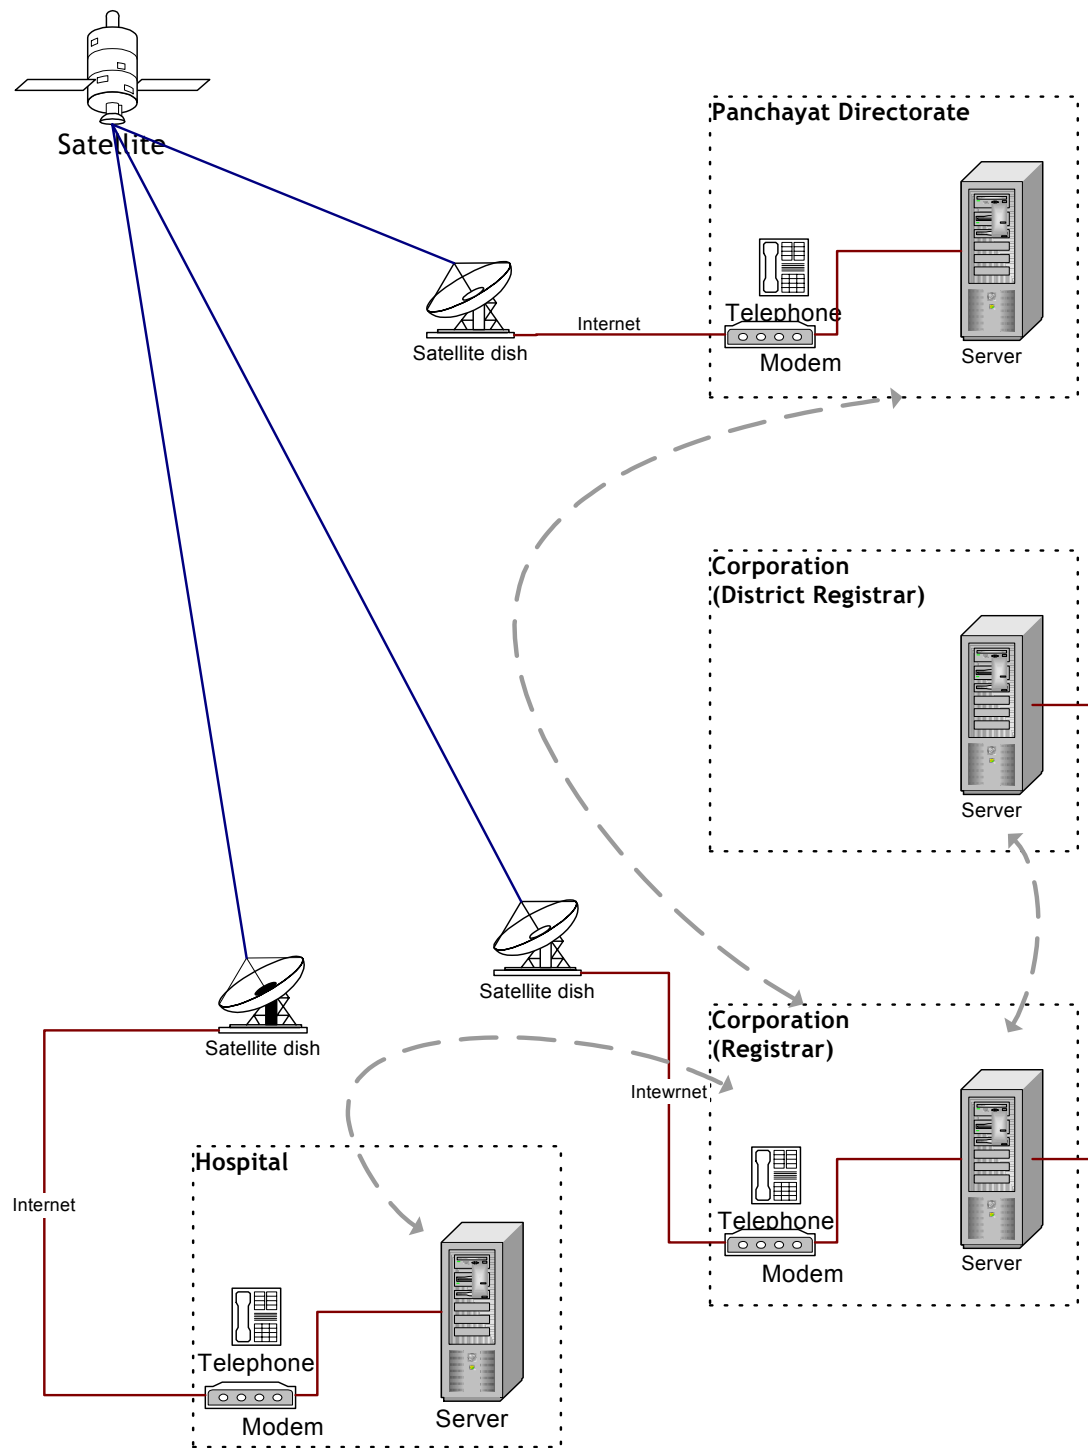 Satellite
Panchayat Directorate
Telephone
Internet
Satellite dish
Modem
Server
Corporation
(District Registrar)
Server
Satellite dish
Satellite dish
Corporation
(Registrar)
Intewrnet
Hospital
Internet
Telephone
Modem
Server
Telephone
Modem
Server